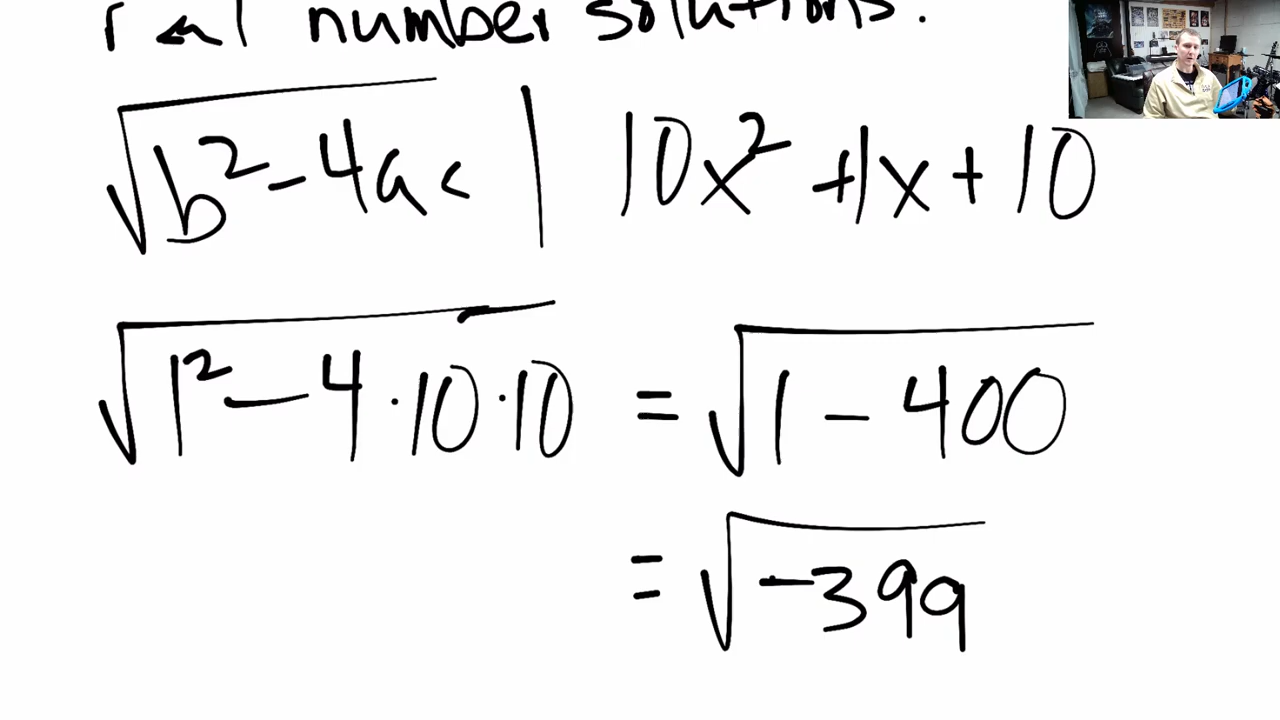 real number solutions.
√b² - 4ac | 10x² + 1x + 10
√1² - 4 · 10 · 10 = √1 - 400
= √-399